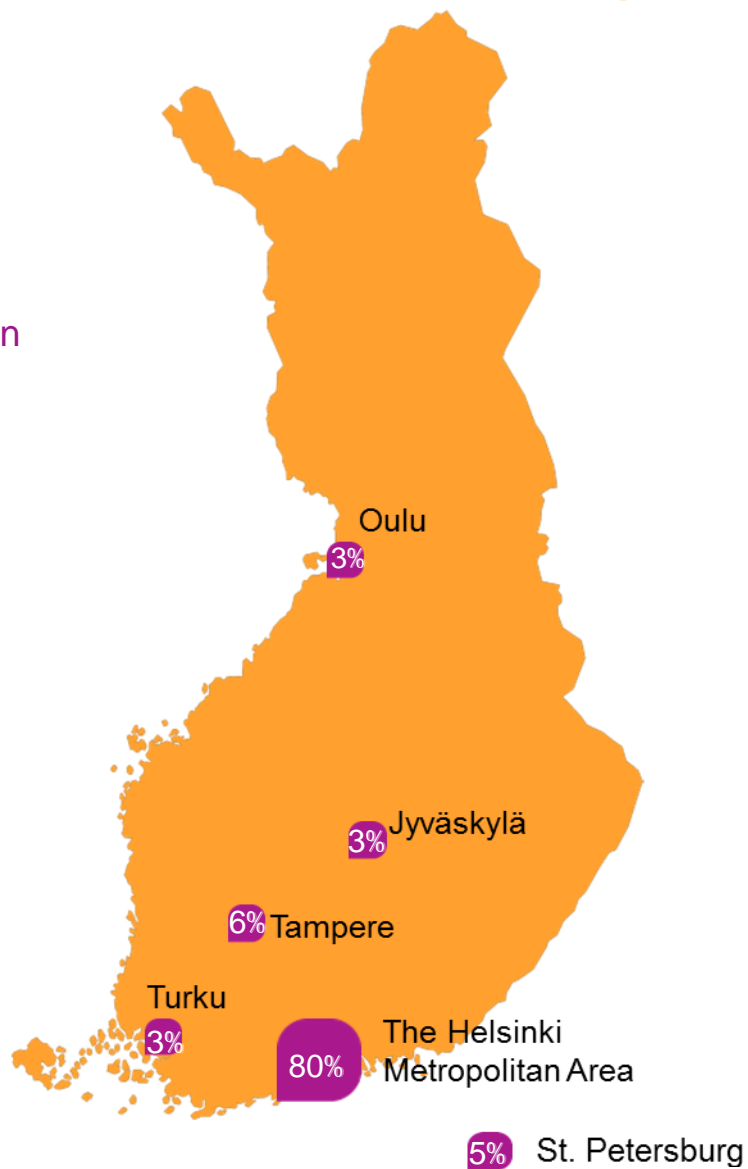 n
Oulu
3%
Jyväskylä
3%
6%
Tampere
Turku
3%
The Helsinki
Metropolitan Area
80%
5%
St. Petersburg